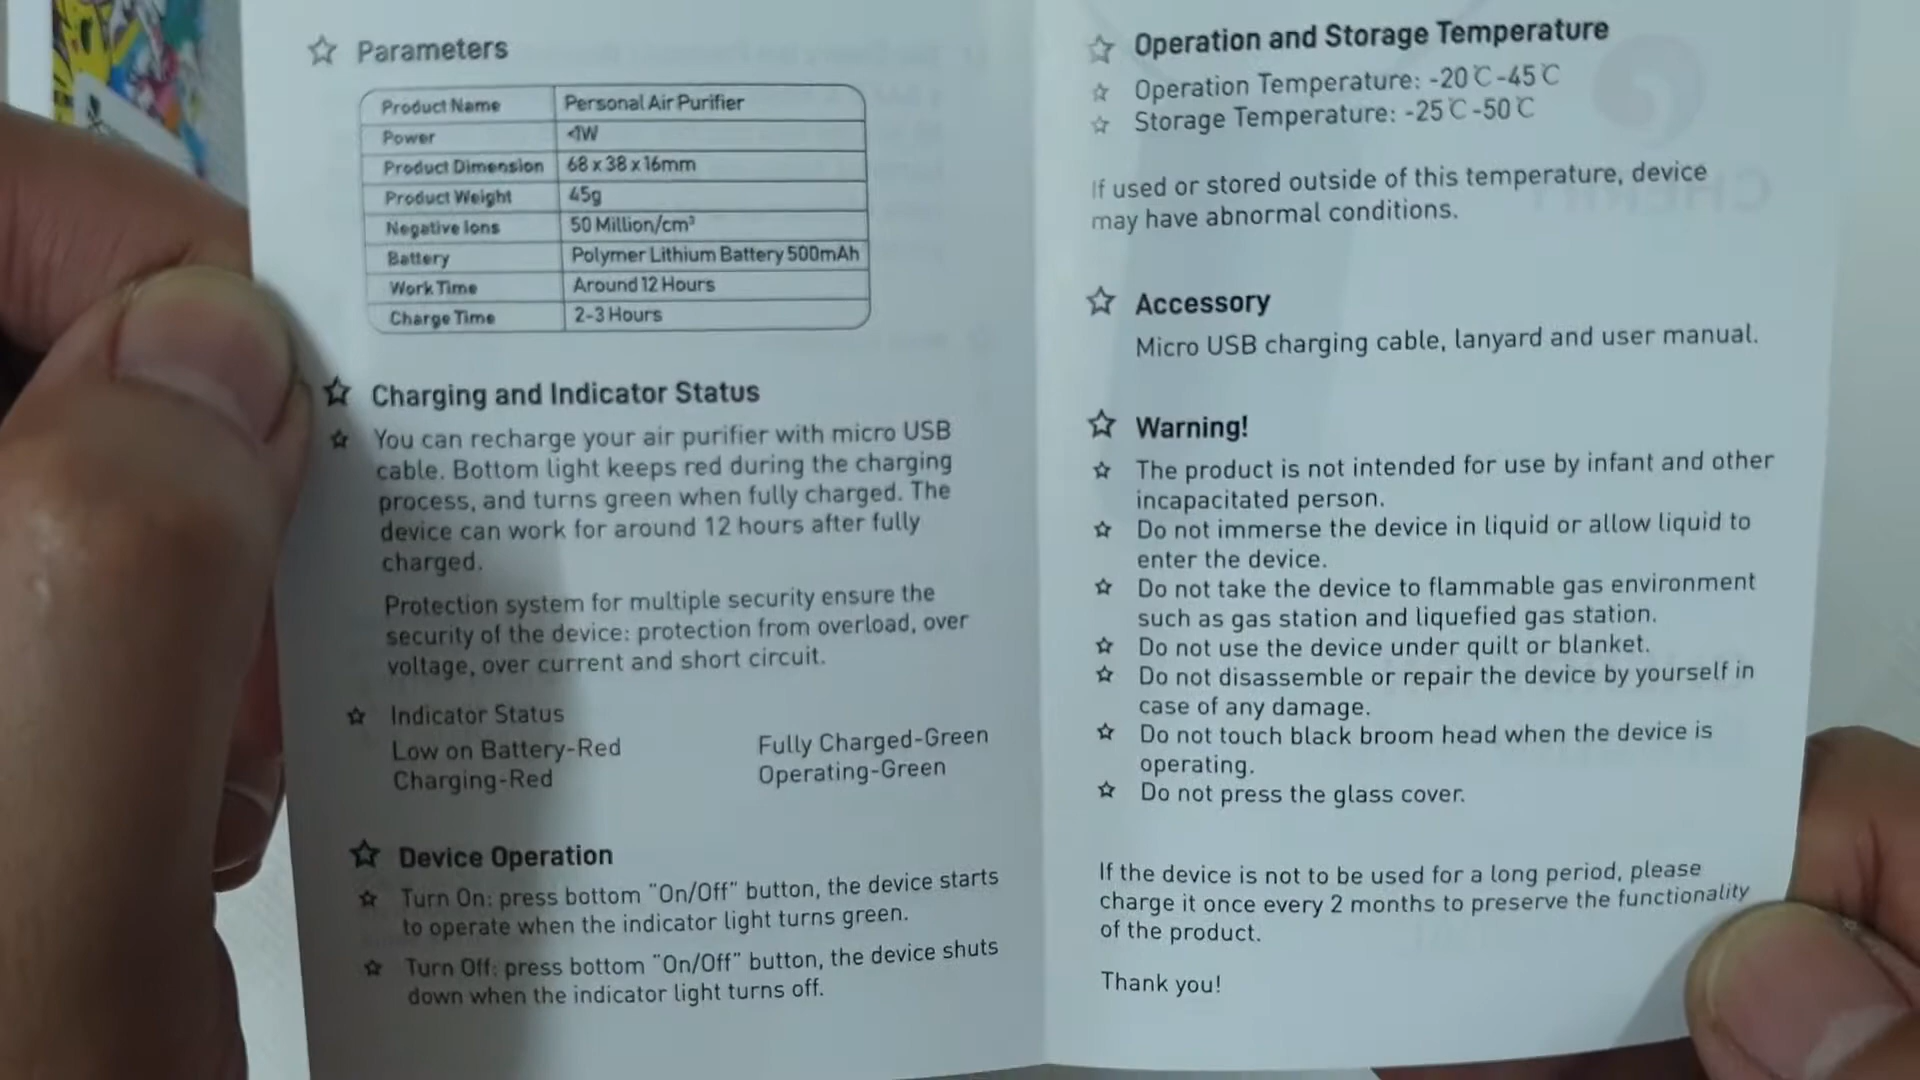 Parameters
Product Name Personal Air Purifier
Power <1W
Product Dimension 68 x 38 x 16mm
Product Weight 45g
Negative Ions 50 Million/cm³
Battery Polymer Lithium Battery 500mAh
Work Time Around 12 Hours
Charge Time 2-3 Hours
Charging and Indicator Status
You can recharge your air purifier with micro USB
cable. Bottom light keeps red during the charging
process, and turns green when fully charged. The
device can work for around 12 hours after fully
charged.
Protection system for multiple security ensure the
security of the device: protection from overload, over
voltage, over current and short circuit.
Indicator Status
Low on Battery-Red Fully Charged-Green
Charging-Red Operating-Green
Device Operation
Turn On: press bottom "On/Off" button, the device starts
to operate when the indicator light turns green.
Turn Off: press bottom "On/Off" button, the device shuts
down when the indicator light turns off.
Operation and Storage Temperature
Operation Temperature: -20℃-45℃
Storage Temperature: -25℃-50℃
If used or stored outside of this temperature, device
may have abnormal conditions.
Accessory
Micro USB charging cable, lanyard and user manual.
Warning!
The product is not intended for use by infant and other
incapacitated person.
Do not immerse the device in liquid or allow liquid to
enter the device.
Do not take the device to flammable gas environment
such as gas station and liquefied gas station.
Do not use the device under quilt or blanket.
Do not disassemble or repair the device by yourself in
case of any damage.
Do not touch black broom head when the device is
operating.
Do not press the glass cover.
If the device is not to be used for a long period, please
charge it once every 2 months to preserve the functionality
of the product.
Thank you!